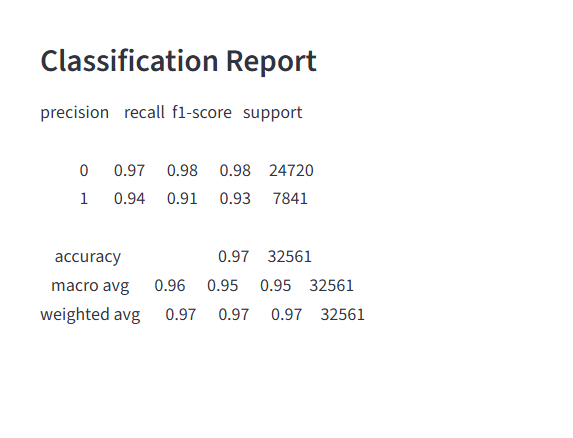 Classification Report
precision recall f1-score support
0 0.97 0.98 0.98 24720
1 0.94 0.91 0.93 7841
accuracy 0.97 32561
macro avg 0.96 0.95 0.95 32561
weighted avg 0.97 0.97 0.97 32561